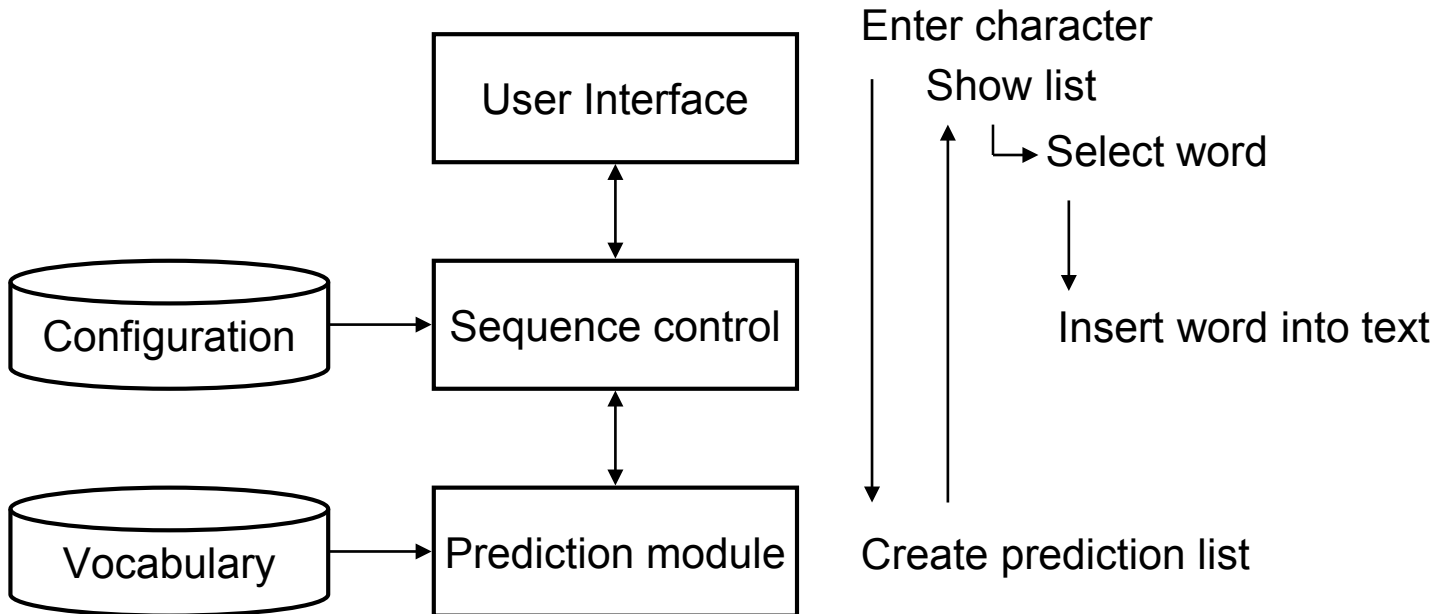 Enter character
User Interface
Show list
Select word
Configuration
Sequence control
Insert word into text
Vocabulary
Prediction module
Create prediction list